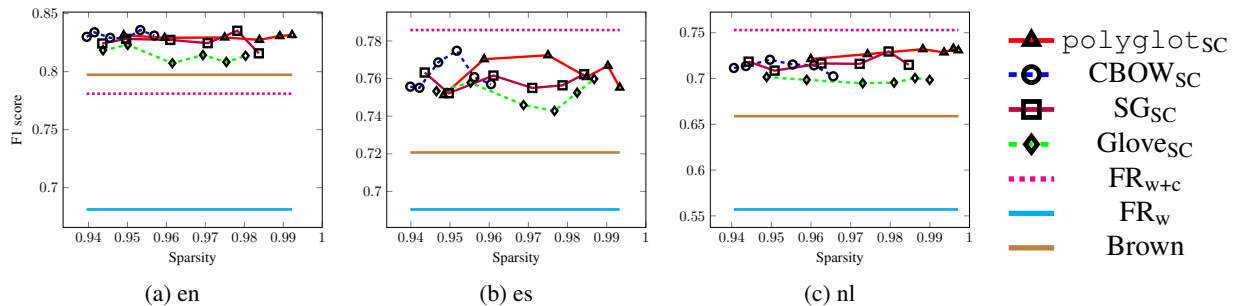 F1 score
0.85
0.8
0.75
0.7
0.94
0.95
0.96
0.97
0.98
0.99
1
Sparsity
(a) en
0.78
0.76
0.74
0.72
0.7
0.94
0.95
0.96
0.97
0.98
0.99
1
Sparsity
(b) es
0.75
0.7
0.65
0.6
0.55
0.94
0.95
0.96
0.97
0.98
0.99
1
Sparsity
(c) nl
polyglotSC
CBOWSC
SGSC
GloveSC
FRw+c
FRw
Brown